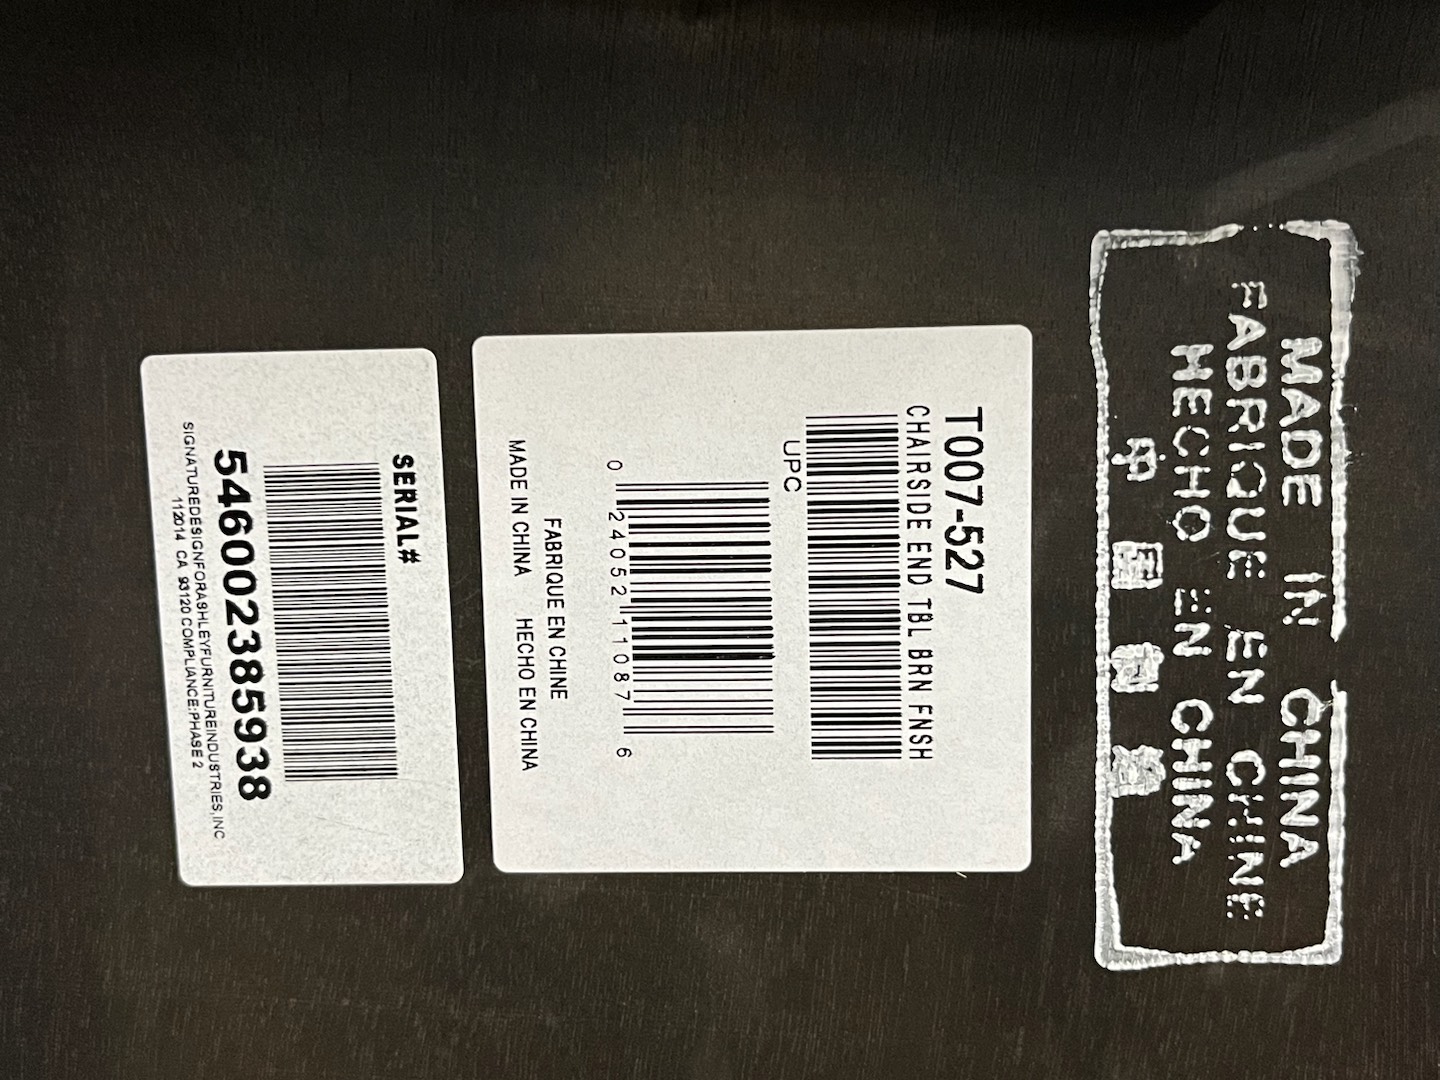 MADE IN CHINA
FABRIQUE EN CHINE
HECHO EN CHINA
中国制造
T007-527
CHAIRSIDE END TBL BRN FNSH
UPC
0 24052 11087 6
FABRIQUE EN CHINE
MADE IN CHINA HECHO EN CHINA
SERIAL#
546002385938
SIGNATUREDESIGNFORASHLEYFURNITUREINDUSTRIES,INC
112014 CA 93120 COMPLIANCE:PHASE 2